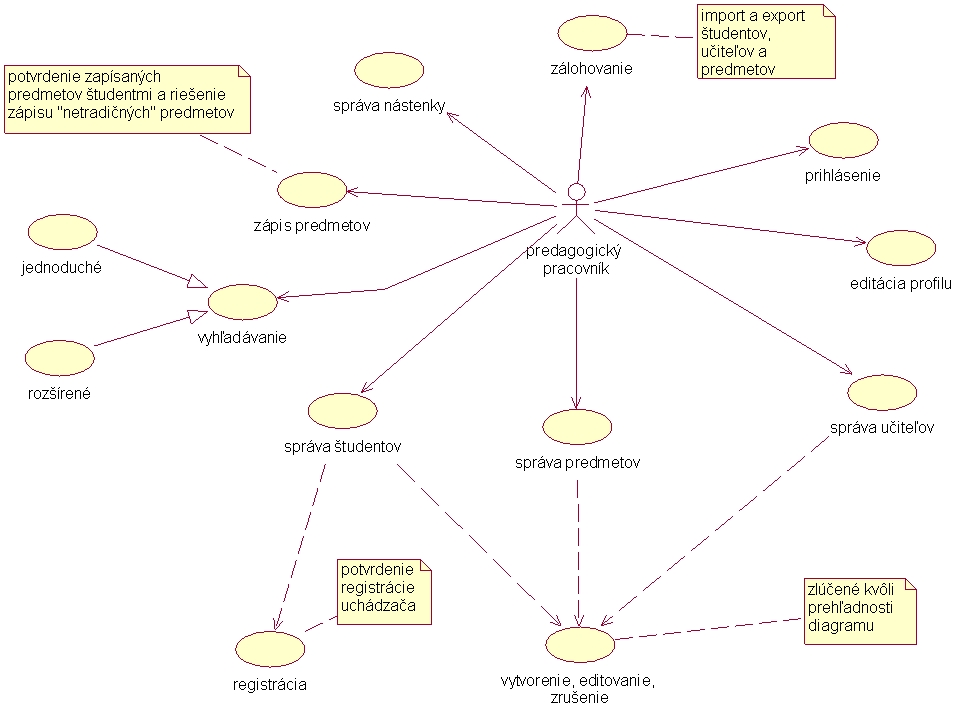 import a export
študentov,
učiteľov a
predmetov
zálohovanie
potvrdenie zapísaných
predmetov študentmi a riešenie
zápisu "netradičných" predmetov
správa nástenky
prihlásenie
zápis predmetov
predagogický
pracovník
jednoduché
editácia profilu
vyhľadávanie
rozšírené
správa študentov
správa predmetov
správa učiteľov
potvrdenie
registrácie
uchádzača
zlúčené kvôli
prehľadnosti
diagramu
registrácia
vytvorenie, editovanie,
zrušenie